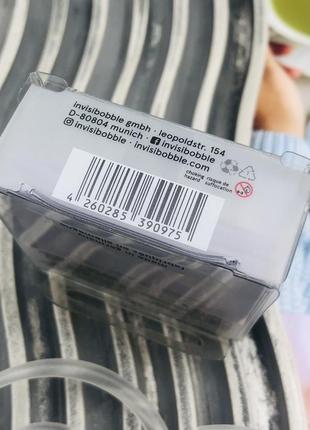 invisibobble gmbh · leopoldstr. 154
D-80804 munich · invisibobble
invisibobble · invisibobble.com
choking risque de
hazard suffocation
4 260285 390975